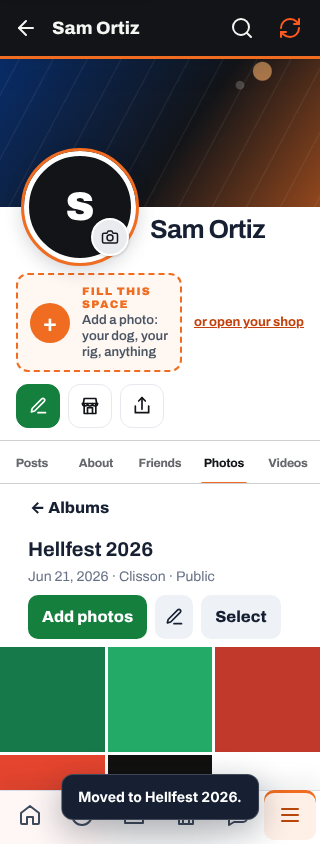 Sam Ortiz
S
Sam Ortiz
FILL THIS
SPACE
Add a photo:
your dog, your
rig, anything
or open your shop
Posts About Friends Photos Videos
← Albums
Hellfest 2026
Jun 21, 2026 · Clisson · Public
Add photos Select
Moved to Hellfest 2026.